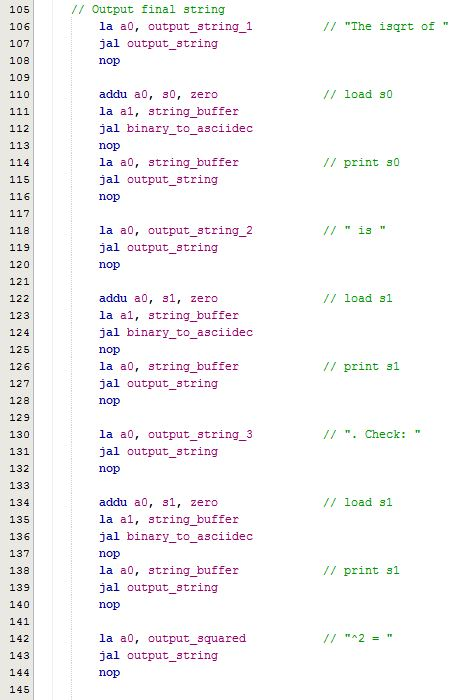 105 // Output final string
106 la a0, output_string_1 // "The isqrt of "
107 jal output_string
108 nop
109
110 addu a0, s0, zero // load s0
111 la a1, string_buffer
112 jal binary_to_asciidec
113 nop
114 la a0, string_buffer // print s0
115 jal output_string
116 nop
117
118 la a0, output_string_2 // " is "
119 jal output_string
120 nop
121
122 addu a0, s1, zero // load s1
123 la a1, string_buffer
124 jal binary_to_asciidec
125 nop
126 la a0, string_buffer // print s1
127 jal output_string
128 nop
129
130 la a0, output_string_3 // ". Check: "
131 jal output_string
132 nop
133
134 addu a0, s1, zero // load s1
135 la a1, string_buffer
136 jal binary_to_asciidec
137 nop
138 la a0, string_buffer // print s1
139 jal output_string
140 nop
141
142 la a0, output_squared // "^2 = "
143 jal output_string
144 nop
145